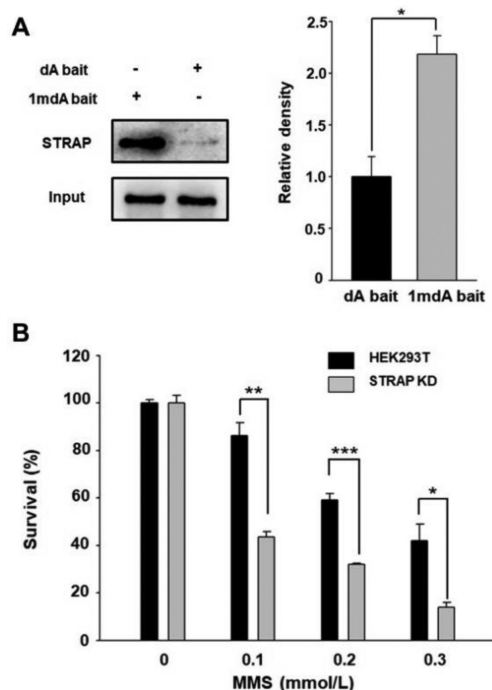 A
dA bait - +
1mdA bait + -
STRAP
Input
Relative density
2.5
2.0
1.0
0.5
0
*
dA bait 1mdA bait
B
HEK293T
STRAP KD
Survival (%)
120
100
80
60
40
20
0
**
***
*
0 0.1 0.2 0.3
MMS (mmol/L)